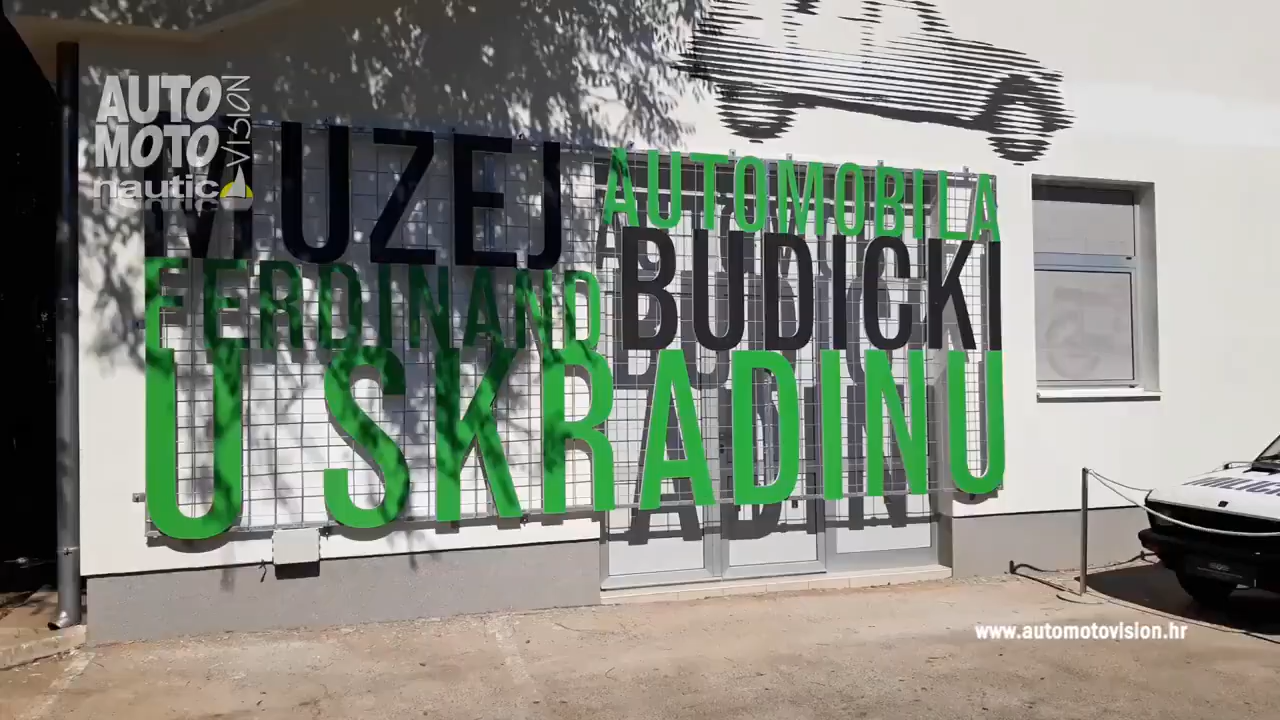 AUTO
MOTO
VISION
nautic
MUZEJ AUTOMOBILA
FERDINAND BUDICKI
U SKRADINU
www.automotovision.hr